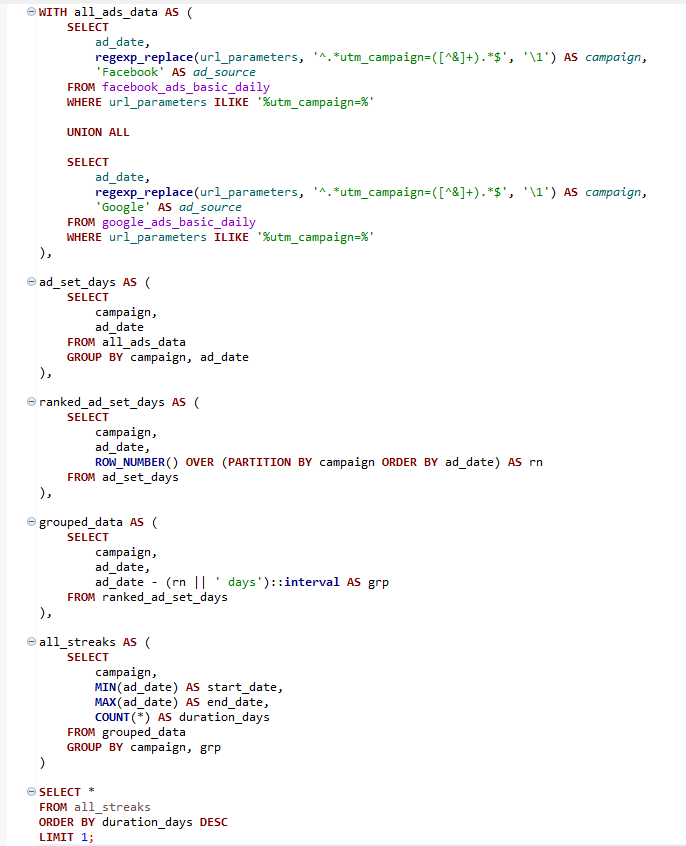 WITH all_ads_data AS (
    SELECT
        ad_date,
        regexp_replace(url_parameters, '^.*utm_campaign=([^&]+).*$', '\1') AS campaign,
        'Facebook' AS ad_source
    FROM facebook_ads_basic_daily
    WHERE url_parameters ILIKE '%utm_campaign=%'

    UNION ALL

    SELECT
        ad_date,
        regexp_replace(url_parameters, '^.*utm_campaign=([^&]+).*$', '\1') AS campaign,
        'Google' AS ad_source
    FROM google_ads_basic_daily
    WHERE url_parameters ILIKE '%utm_campaign=%'
),

ad_set_days AS (
    SELECT
        campaign,
        ad_date
    FROM all_ads_data
    GROUP BY campaign, ad_date
),

ranked_ad_set_days AS (
    SELECT
        campaign,
        ad_date,
        ROW_NUMBER() OVER (PARTITION BY campaign ORDER BY ad_date) AS rn
    FROM ad_set_days
),

grouped_data AS (
    SELECT
        campaign,
        ad_date,
        ad_date - (rn || ' days')::interval AS grp
    FROM ranked_ad_set_days
),

all_streaks AS (
    SELECT
        campaign,
        MIN(ad_date) AS start_date,
        MAX(ad_date) AS end_date,
        COUNT(*) AS duration_days
    FROM grouped_data
    GROUP BY campaign, grp
)

SELECT *
FROM all_streaks
ORDER BY duration_days DESC
LIMIT 1;